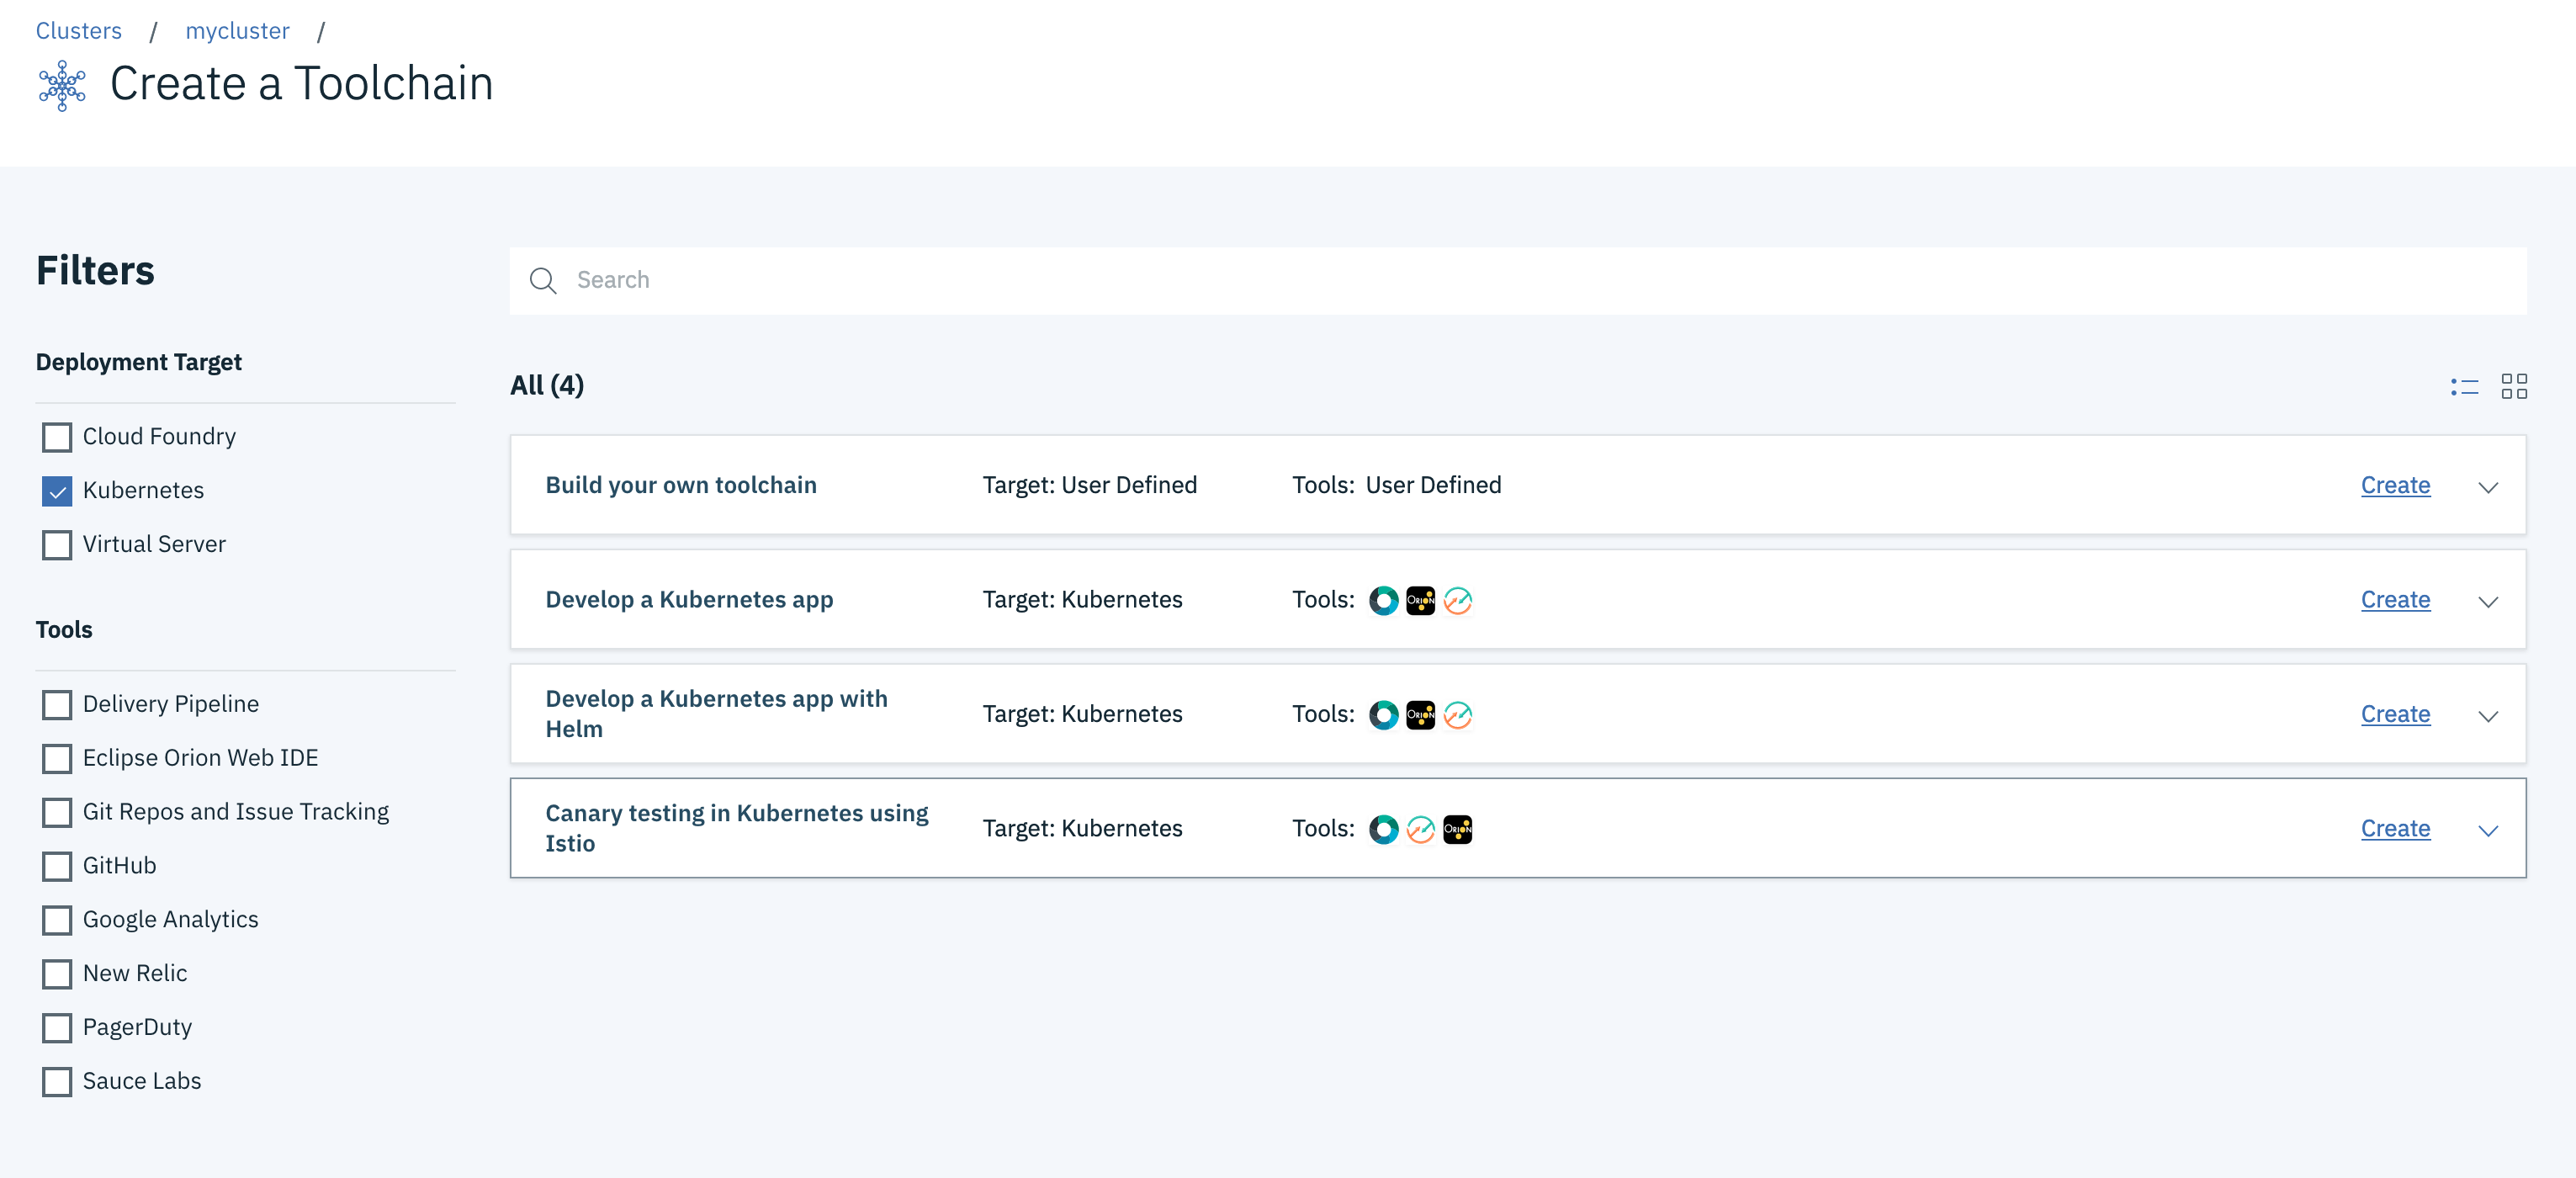 Clusters / mycluster /
Create a Toolchain
Filters
Deployment Target
Cloud Foundry
Kubernetes
Virtual Server
Tools
Delivery Pipeline
Eclipse Orion Web IDE
Git Repos and Issue Tracking
GitHub
Google Analytics
New Relic
PagerDuty
Sauce Labs
Search
All (4)
Build your own toolchain Target: User Defined Tools: User Defined Create
Develop a Kubernetes app Target: Kubernetes Tools: ORION Create
Develop a Kubernetes app with
Helm
Target: Kubernetes Tools: ORION Create
Canary testing in Kubernetes using
Istio
Target: Kubernetes Tools: ORION Create